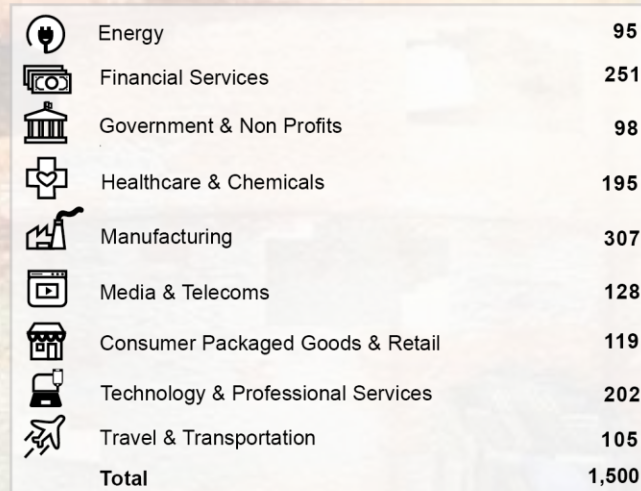 Energy 95
Financial Services 251
Government & Non Profits 98
Healthcare & Chemicals 195
Manufacturing 307
Media & Telecoms 128
Consumer Packaged Goods & Retail 119
Technology & Professional Services 202
Travel & Transportation 105
Total 1,500